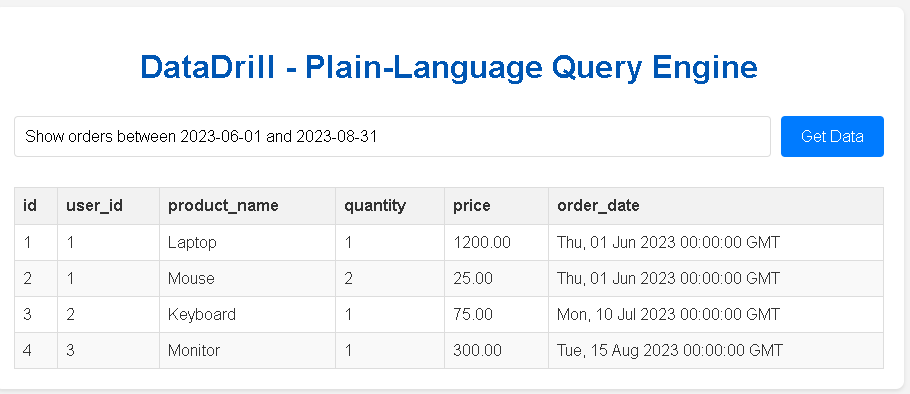 DataDrill - Plain-Language Query Engine
Show orders between 2023-06-01 and 2023-08-31 Get Data
id user_id product_name quantity price order_date
1 1 Laptop 1 1200.00 Thu, 01 Jun 2023 00:00:00 GMT
2 1 Mouse 2 25.00 Thu, 01 Jun 2023 00:00:00 GMT
3 2 Keyboard 1 75.00 Mon, 10 Jul 2023 00:00:00 GMT
4 3 Monitor 1 300.00 Tue, 15 Aug 2023 00:00:00 GMT